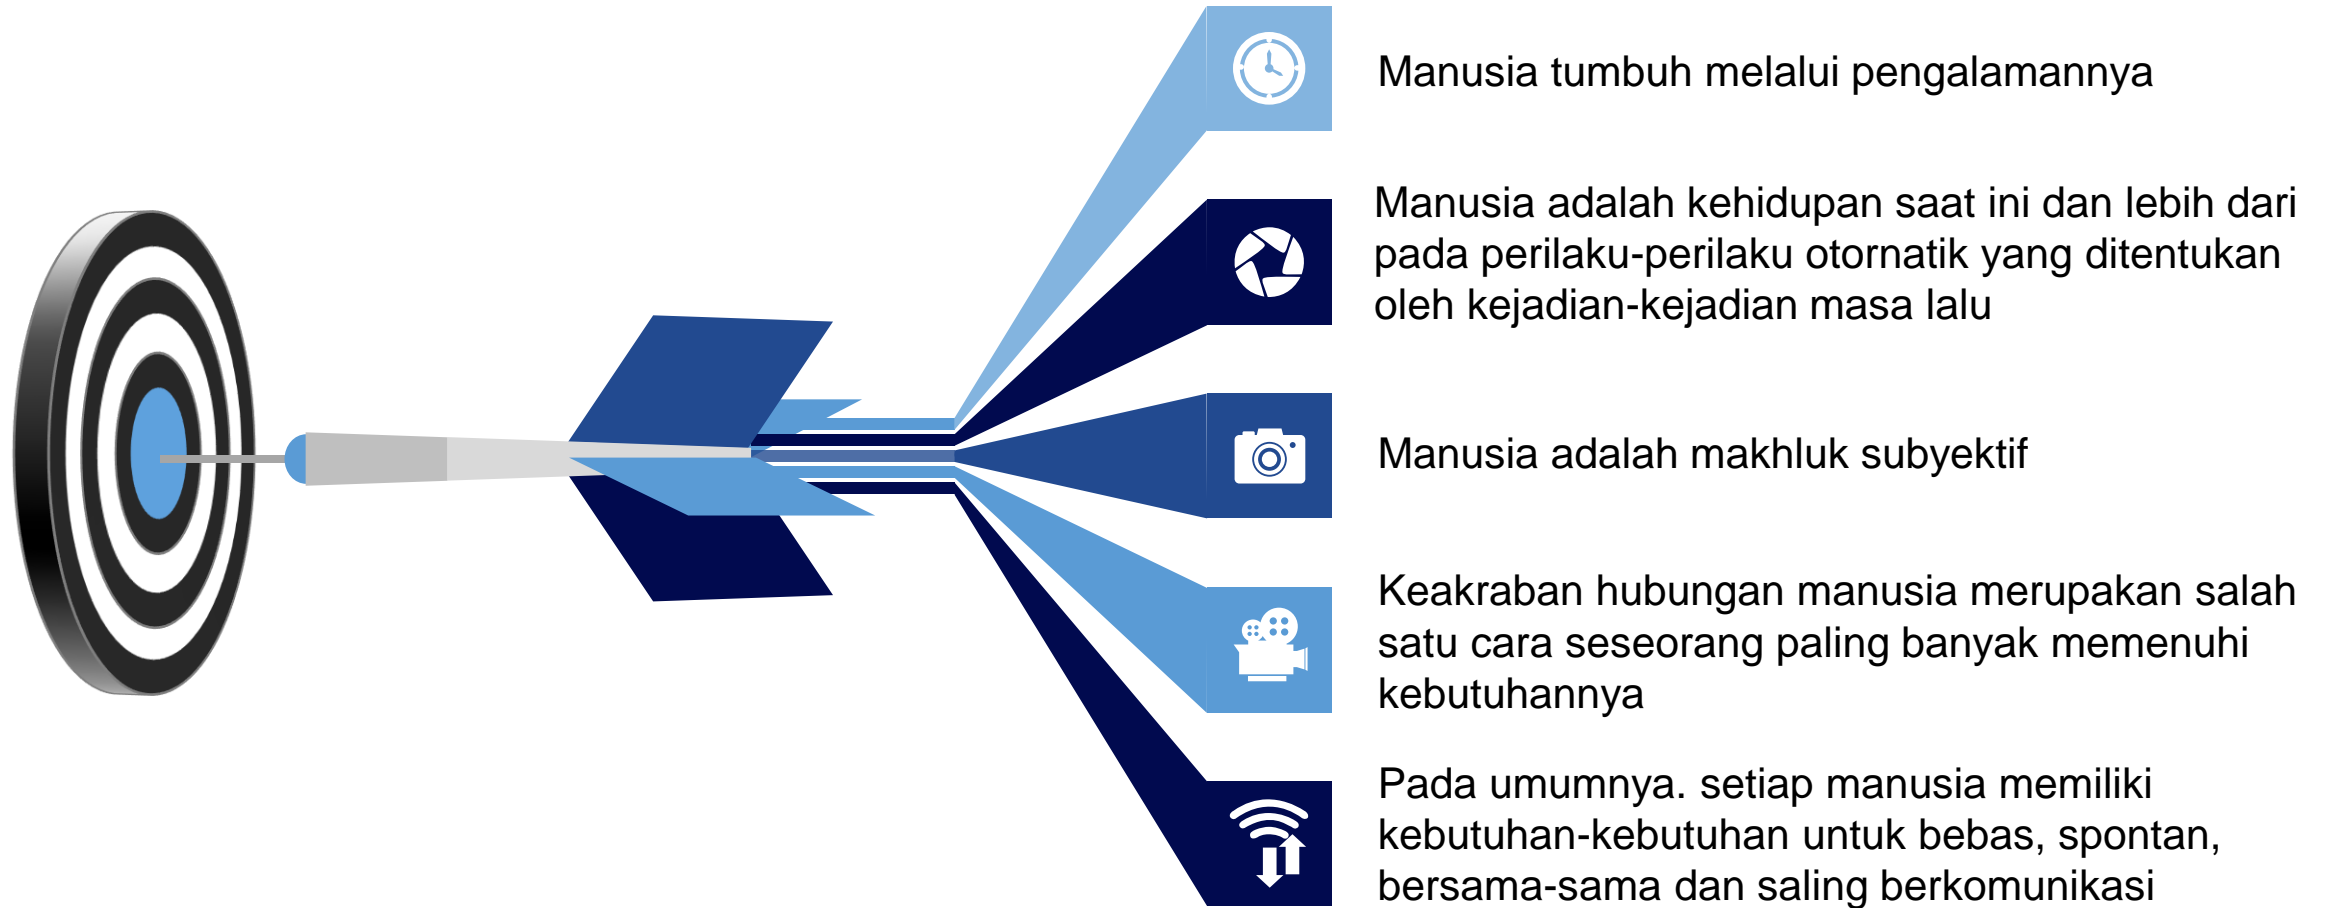 Manusia tumbuh melalui pengalamannya
Manusia adalah kehidupan saat ini dan lebih dari
pada perilaku-perilaku otornatik yang ditentukan
oleh kejadian-kejadian masa lalu
Manusia adalah makhluk subyektif
Keakraban hubungan manusia merupakan salah
satu cara seseorang paling banyak memenuhi
kebutuhannya
Pada umumnya. setiap manusia memiliki
kebutuhan-kebutuhan untuk bebas, spontan,
bersama-sama dan saling berkomunikasi